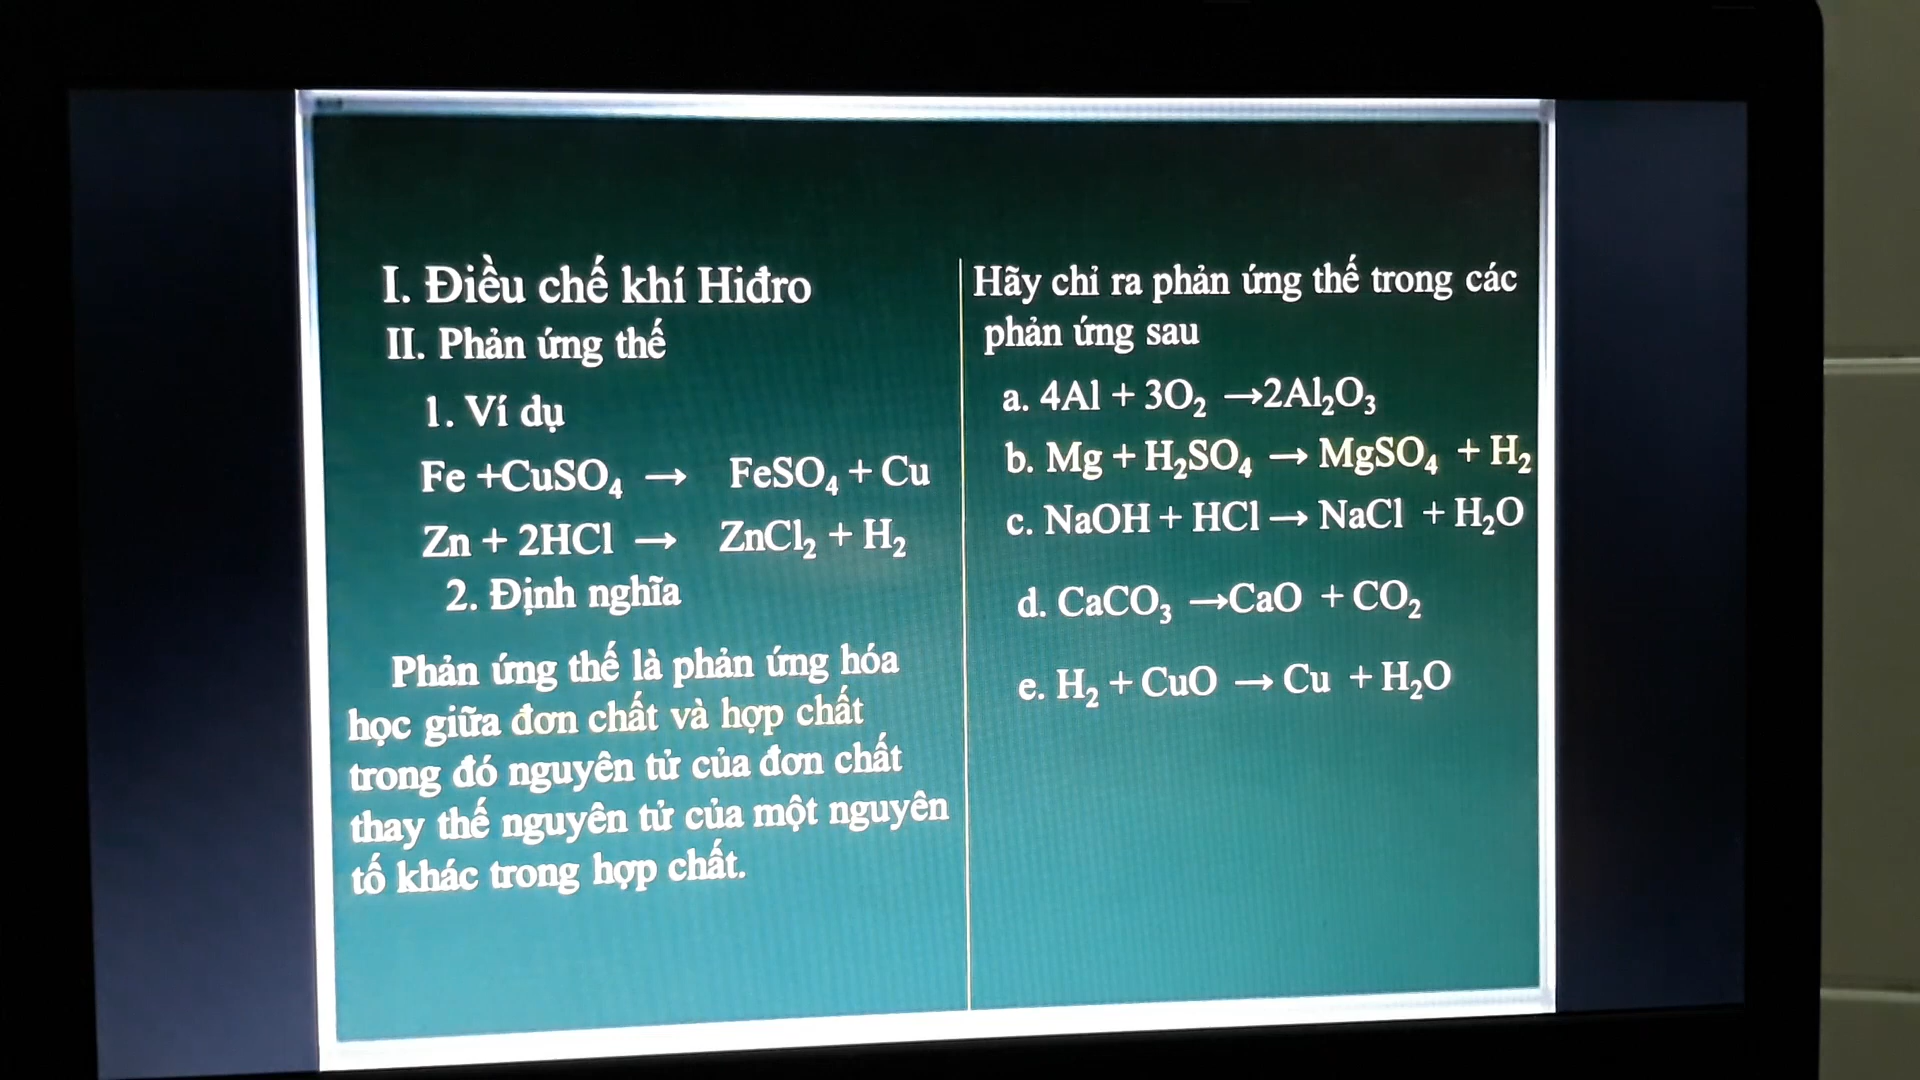 I. Điều chế khí Hiđro
II. Phản ứng thế
1. Ví dụ
Fe +CuSO₄ → FeSO₄ + Cu
Zn + 2HCl → ZnCl₂ + H₂
2. Định nghĩa
Phản ứng thế là phản ứng hóa
học giữa đơn chất và hợp chất
trong đó nguyên tử của đơn chất
thay thế nguyên tử của một nguyên
tố khác trong hợp chất.
Hãy chỉ ra phản ứng thế trong các
phản ứng sau
a. 4Al + 3O₂ →2Al₂O₃
b. Mg + H₂SO₄ → MgSO₄ + H₂
c. NaOH + HCl → NaCl + H₂O
d. CaCO₃ →CaO + CO₂
e. H₂ + CuO → Cu + H₂O